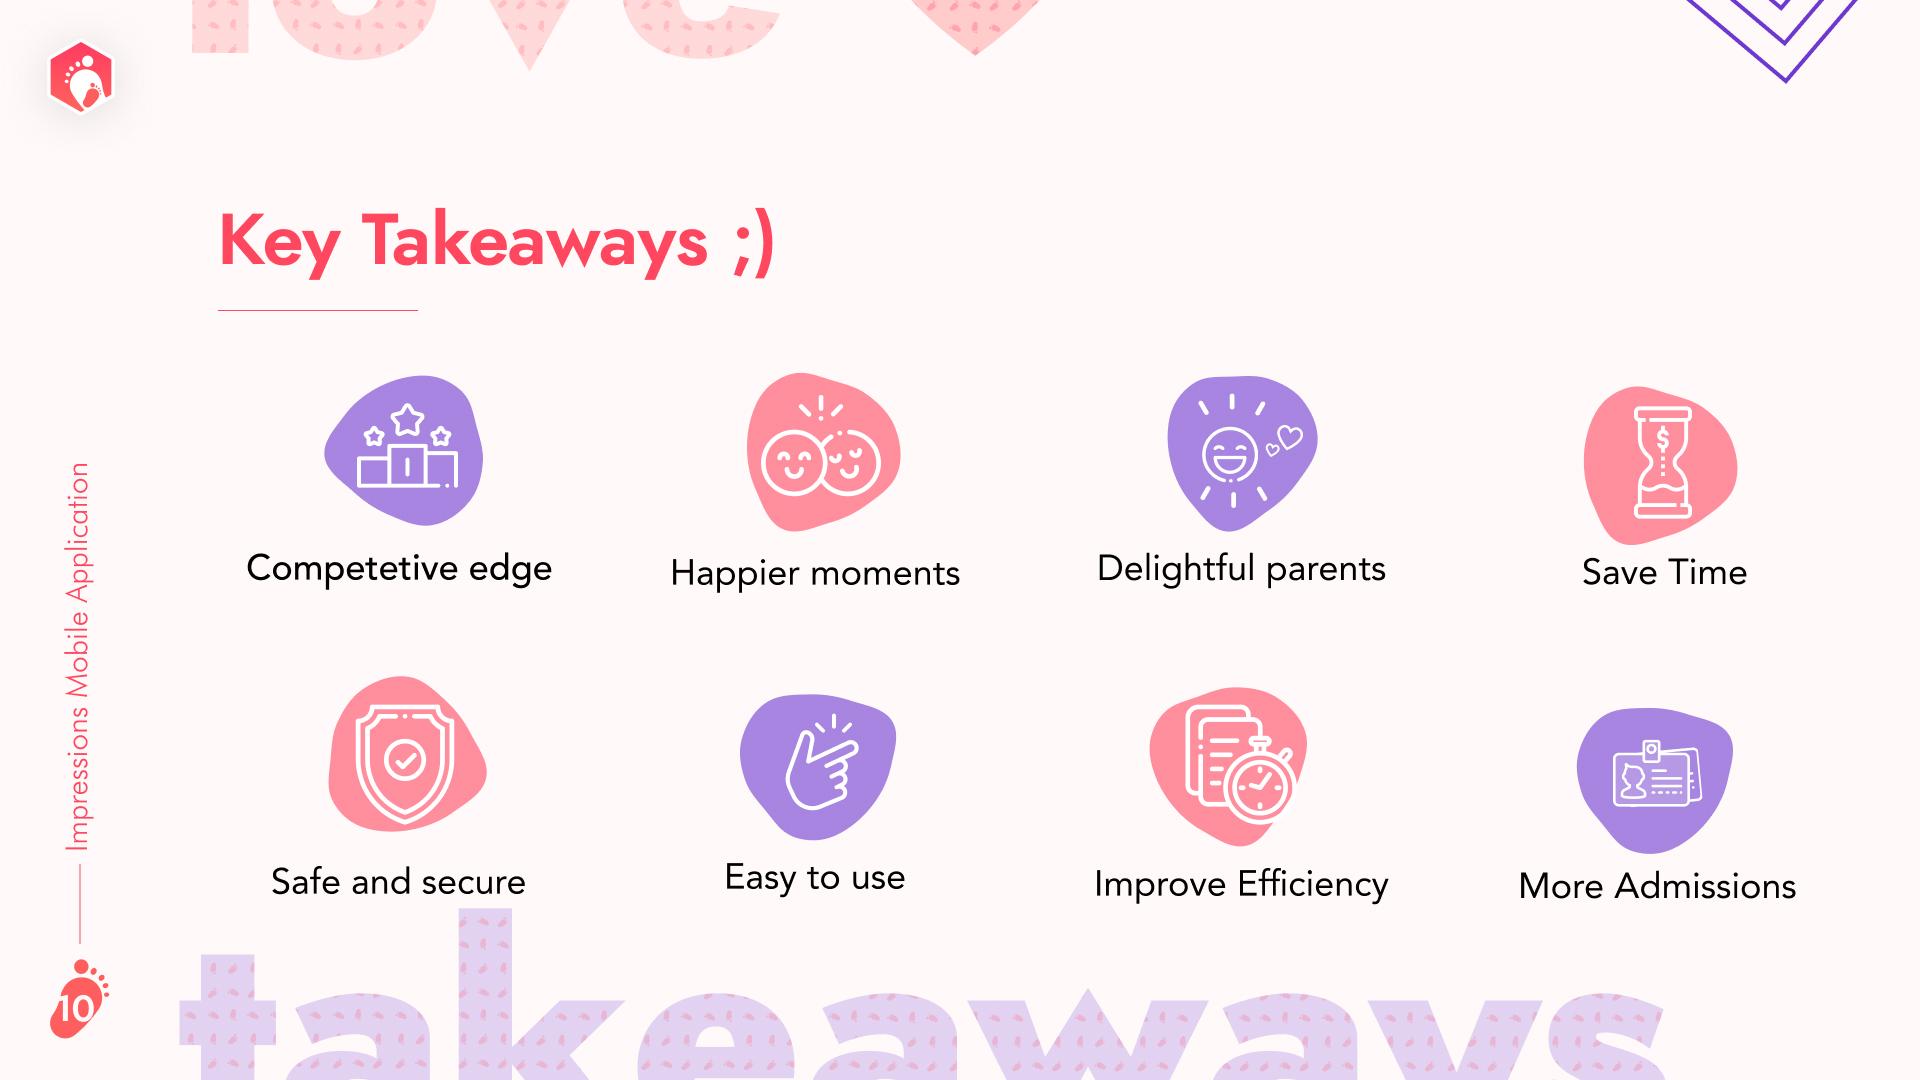 love
Key Takeaways ;)
Competetive edge
Happier moments
Delightful parents
Save Time
Safe and secure
Easy to use
Improve Efficiency
More Admissions
Impressions Mobile Application
10
takeaways